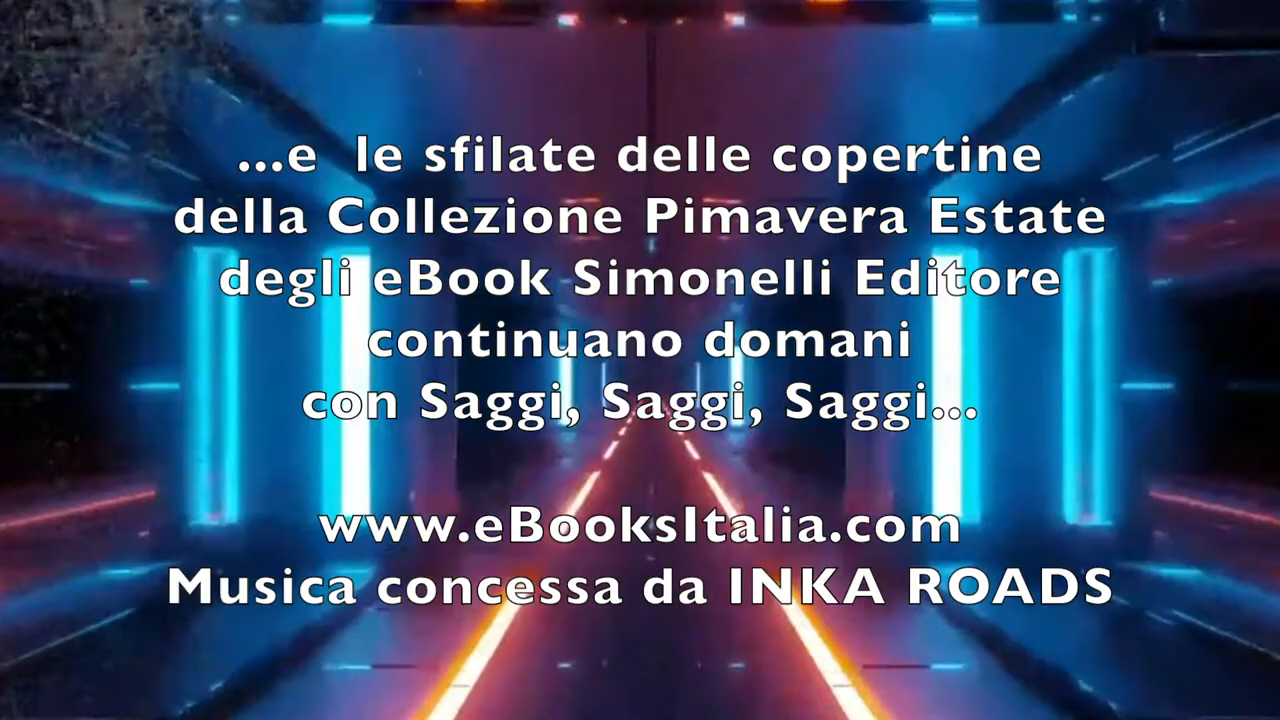 ...e  le sfilate delle copertine
della Collezione Pimavera Estate
degli eBook Simonelli Editore
continuano domani
con Saggi, Saggi, Saggi...
www.eBooksItalia.com
Musica concessa da INKA ROADS